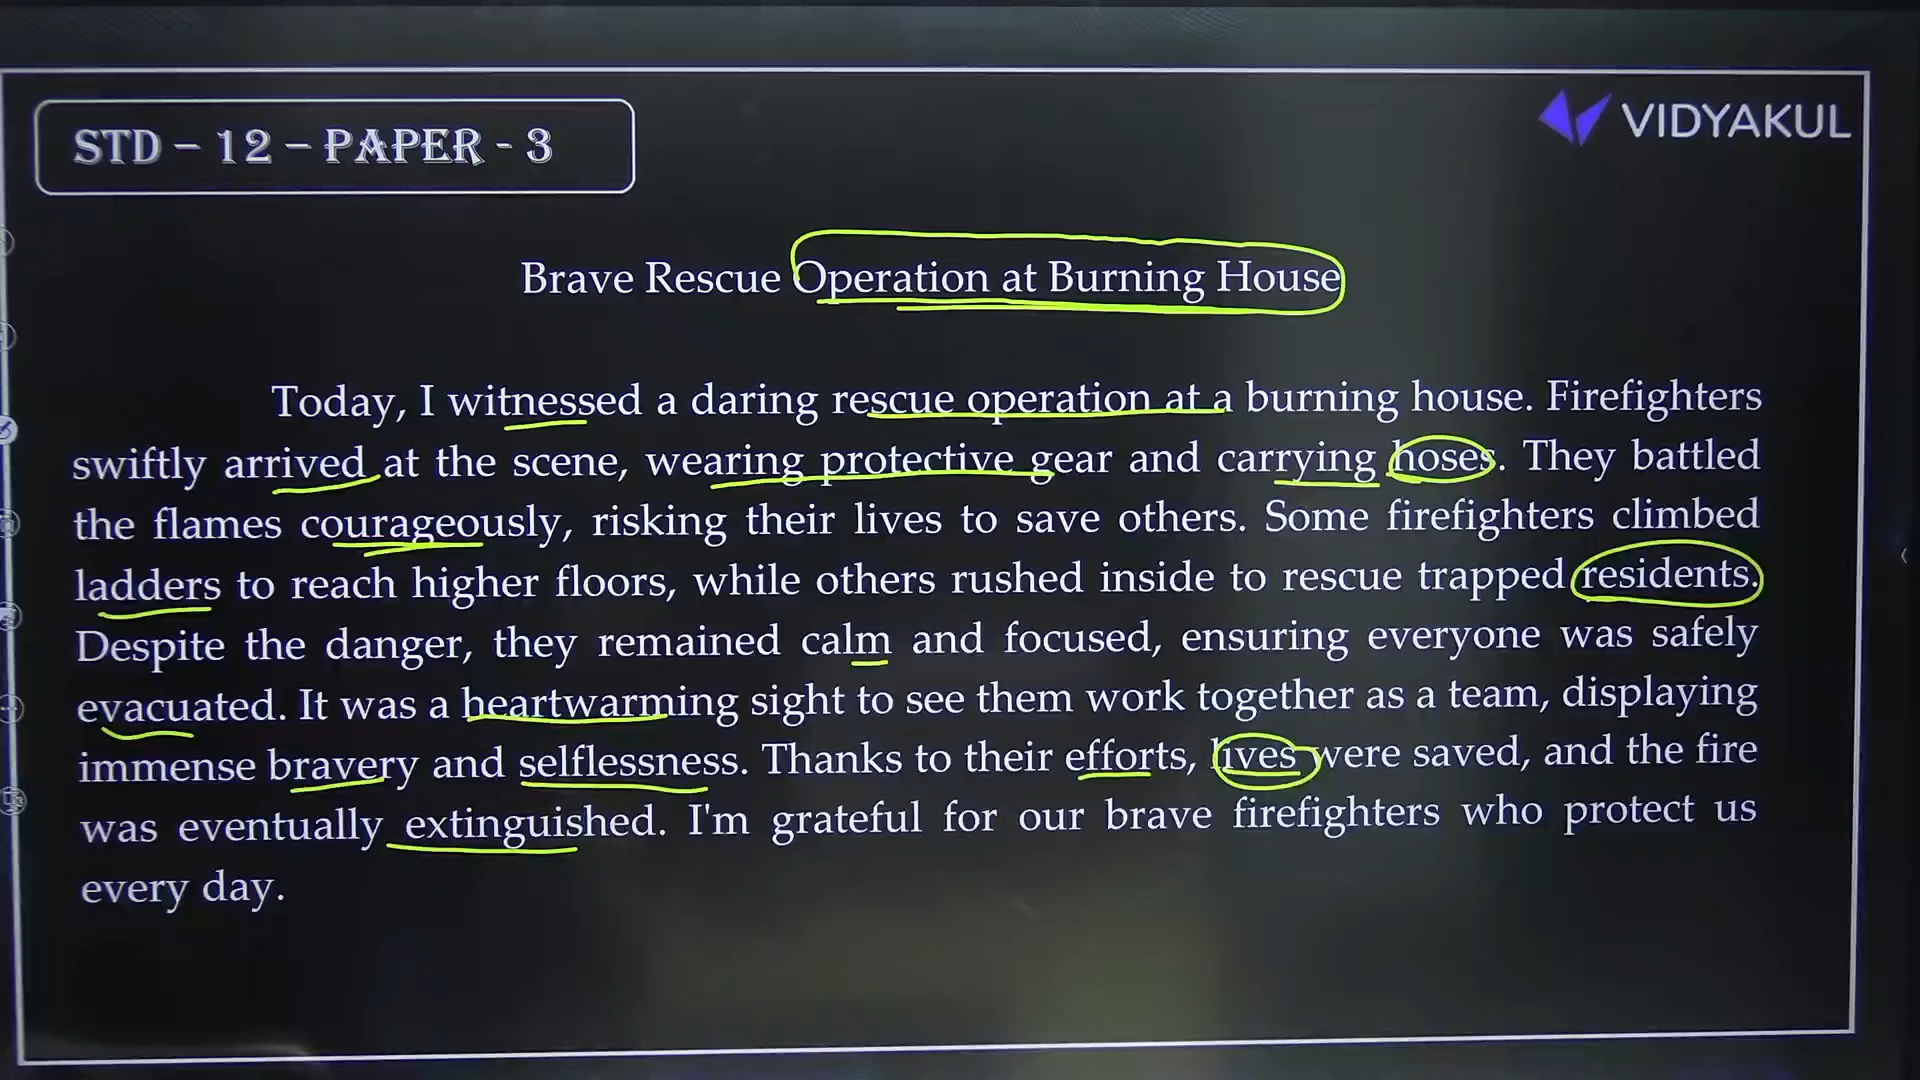 STD – 12 – PAPER - 3
VIDYAKUL
Brave Rescue Operation at Burning House
Today, I witnessed a daring rescue operation at a burning house. Firefighters
swiftly arrived at the scene, wearing protective gear and carrying hoses. They battled
the flames courageously, risking their lives to save others. Some firefighters climbed
ladders to reach higher floors, while others rushed inside to rescue trapped residents.
Despite the danger, they remained calm and focused, ensuring everyone was safely
evacuated. It was a heartwarming sight to see them work together as a team, displaying
immense bravery and selflessness. Thanks to their efforts, lives were saved, and the fire
was eventually extinguished. I'm grateful for our brave firefighters who protect us
every day.